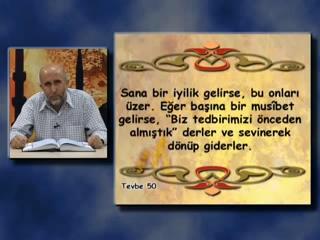 Sana bir iyilik gelirse, bu onları
üzer. Eğer başına bir musîbet
gelirse, "Biz tedbirimizi önceden
almıştık" derler ve sevinerek
dönüp giderler.
Tevbe 50